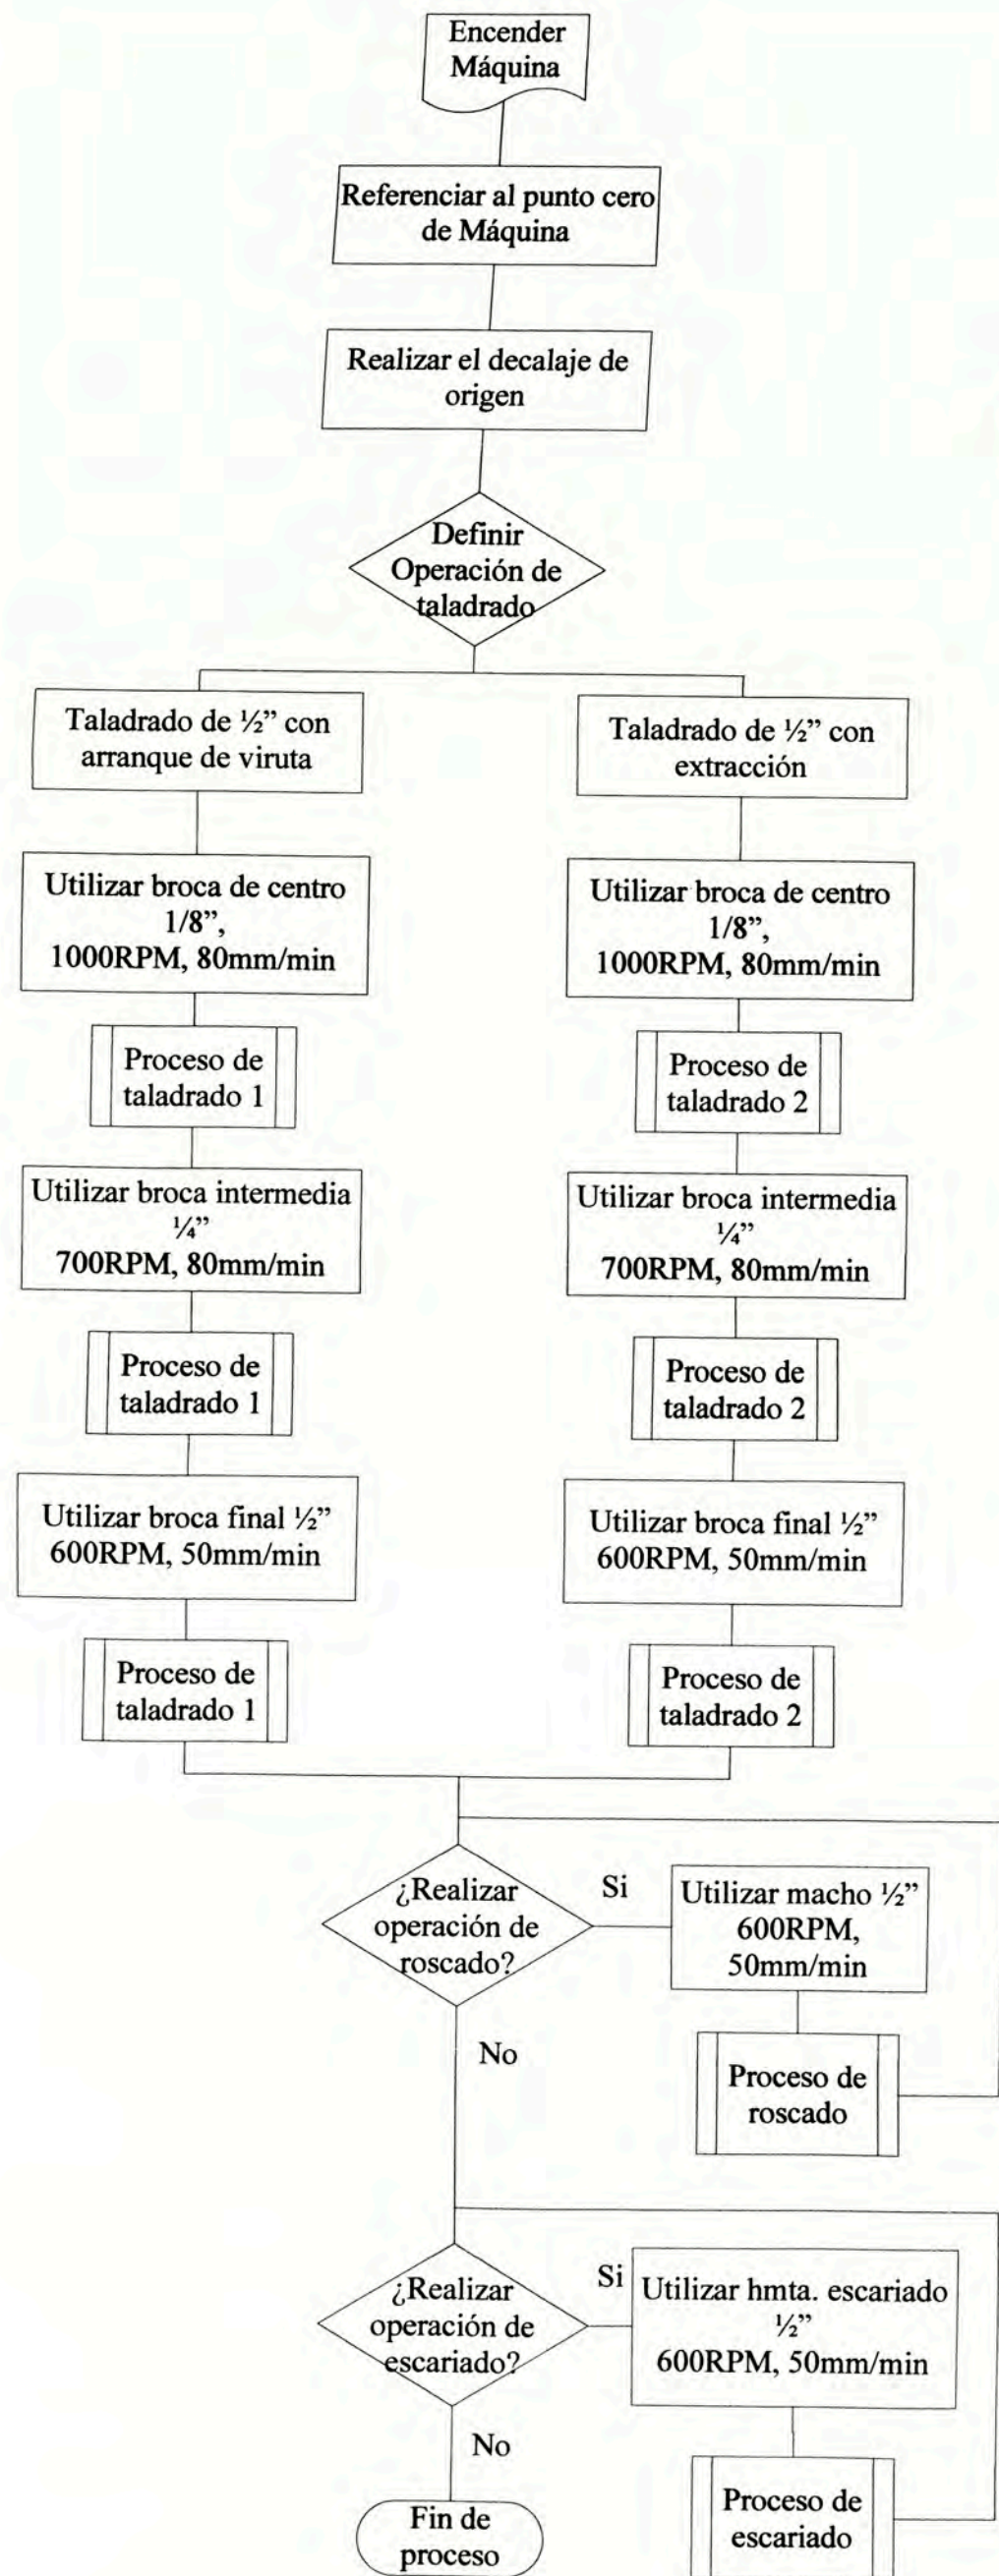 Encender
Máquina
Referenciar al punto cero
de Máquina
Realizar el decalaje de
origen
Definir
Operación de
taladrado
Taladrado de ½” con
arranque de viruta
Taladrado de ½” con
extracción
Utilizar broca de centro
1/8”,
1000RPM, 80mm/min
Utilizar broca de centro
1/8”,
1000RPM, 80mm/min
Proceso de
taladrado 1
Proceso de
taladrado 2
Utilizar broca intermedia
¼”
700RPM, 80mm/min
Utilizar broca intermedia
¼”
700RPM, 80mm/min
Proceso de
taladrado 1
Proceso de
taladrado 2
Utilizar broca final ½”
600RPM, 50mm/min
Utilizar broca final ½”
600RPM, 50mm/min
Proceso de
taladrado 1
Proceso de
taladrado 2
¿Realizar
operación de
roscado?
Si
Utilizar macho ½”
600RPM,
50mm/min
No
Proceso de
roscado
¿Realizar
operación de
escariado?
Si
Utilizar hmta. escariado
½”
600RPM, 50mm/min
No
Fin de
proceso
Proceso de
escariado